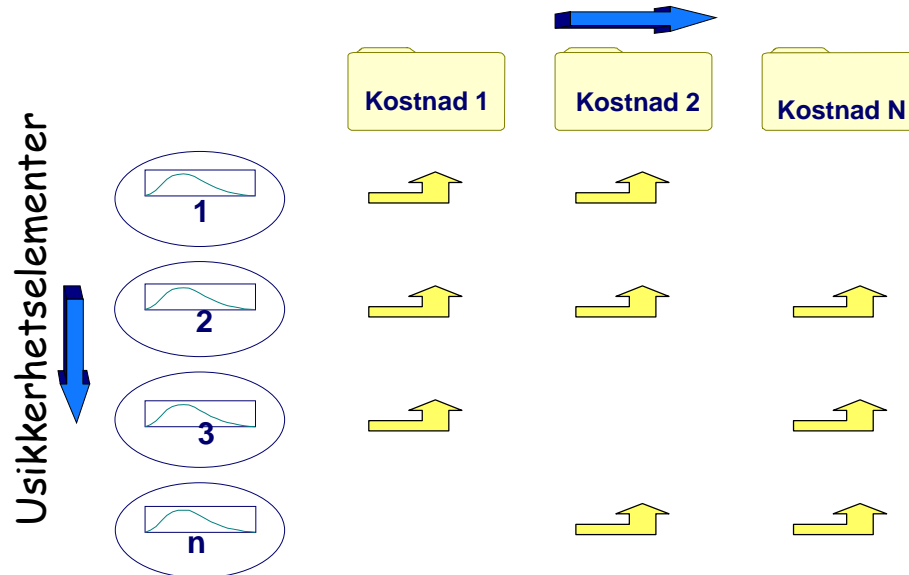 Kostnad 1
Kostnad 2
Kostnad N
Usikkerhetselementer
1
2
3
n